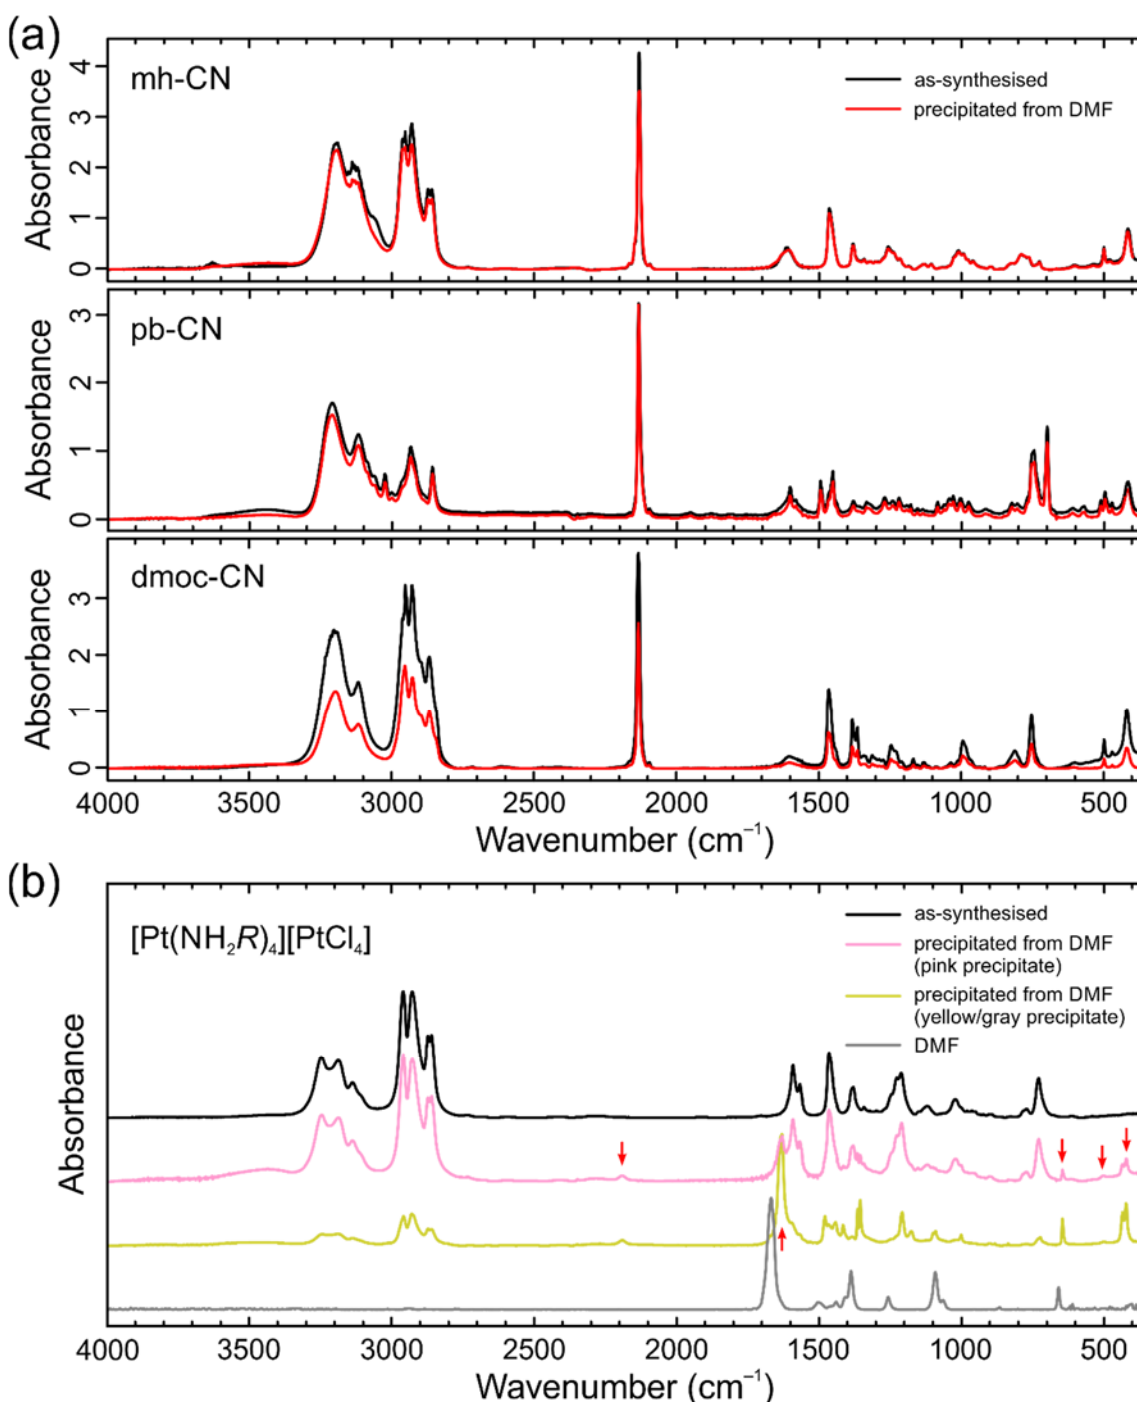 (a)
mh-CN
as-synthesised
precipitated from DMF
Absorbance
4
3
2
1
0
pb-CN
Absorbance
3
2
1
0
dmoc-CN
Absorbance
3
2
1
0
4000 3500 3000 2500 2000 1500 1000 500
Wavenumber (cm⁻¹)
(b)
[Pt(NH₂R)₄][PtCl₄]
as-synthesised
precipitated from DMF
(pink precipitate)
precipitated from DMF
(yellow/gray precipitate)
DMF
Absorbance
4000 3500 3000 2500 2000 1500 1000 500
Wavenumber (cm⁻¹)